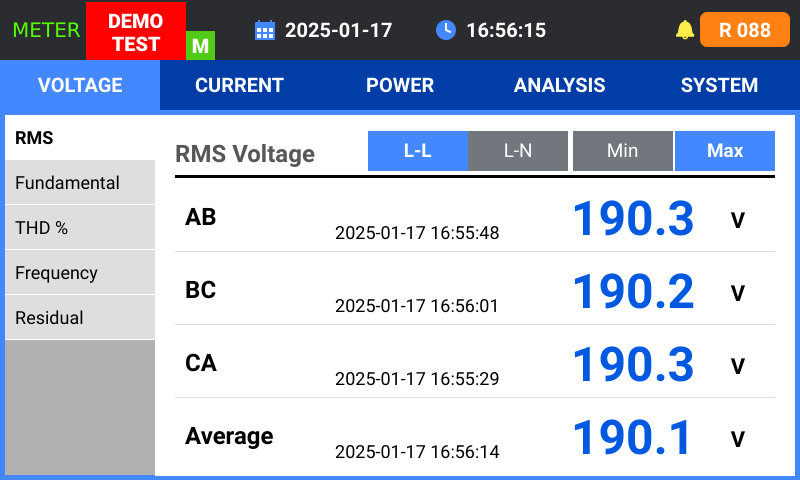 METER
DEMO
TEST
M
2025-01-17
16:56:15
R 088
VOLTAGE CURRENT POWER ANALYSIS SYSTEM
RMS
Fundamental
THD %
Frequency
Residual
RMS Voltage L-L L-N Min Max
AB 2025-01-17 16:55:48 190.3 V
BC 2025-01-17 16:56:01 190.2 V
CA 2025-01-17 16:55:29 190.3 V
Average 2025-01-17 16:56:14 190.1 V